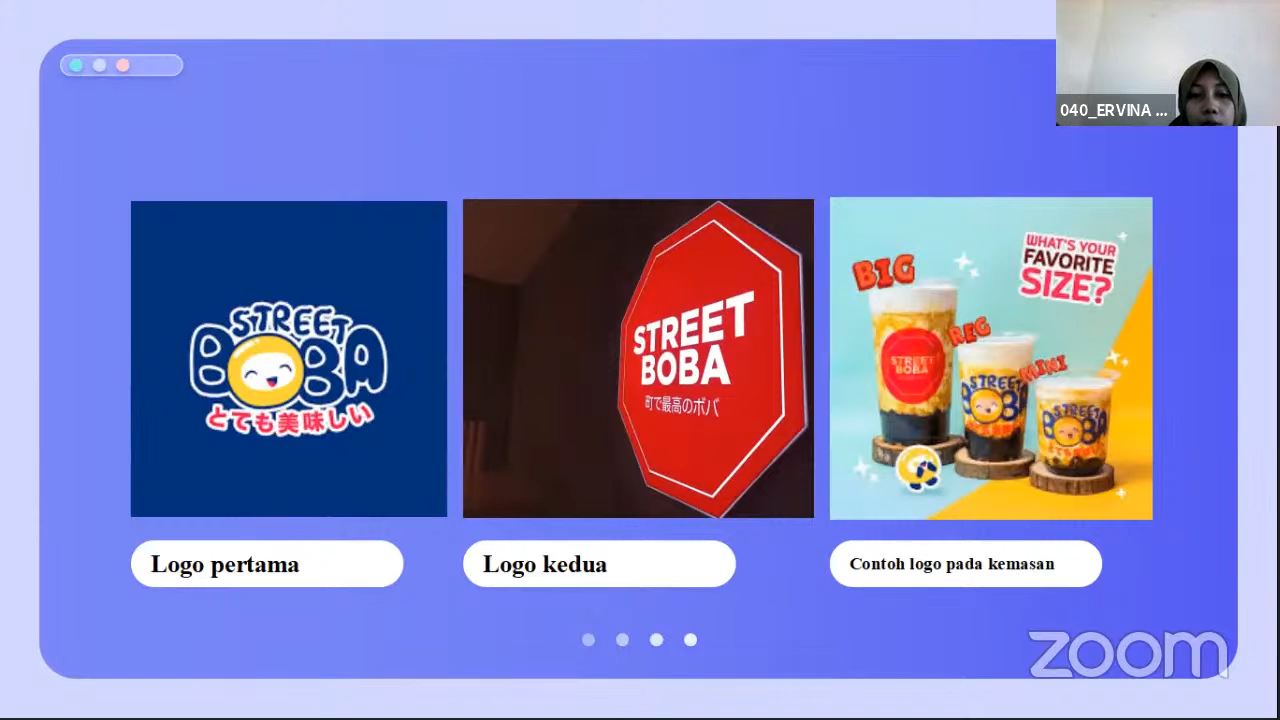 040_ERVINA ...
STREET
BOBA
とても美味しい
STREET
BOBA
町で最高のボバ
WHAT'S YOUR
FAVORITE
SIZE?
BIG
REG
MINI
STREET
BOBA
STREET
BOBA
STREET
BOBA
Logo pertama
Logo kedua
Contoh logo pada kemasan
zoom